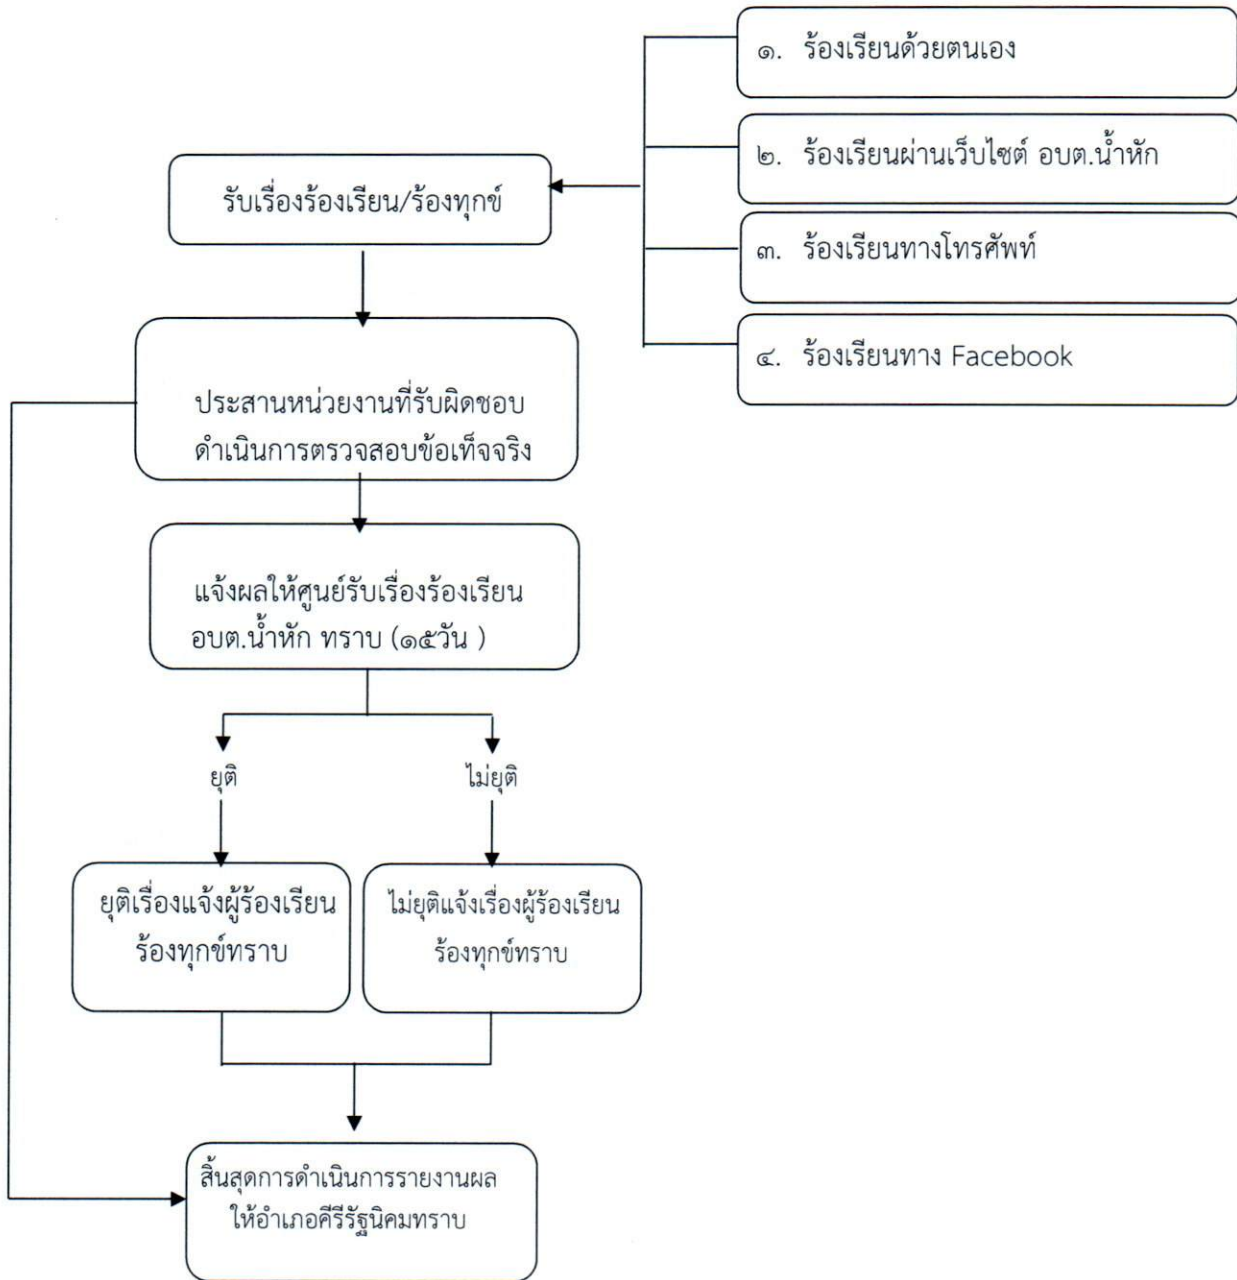 ๑. ร้องเรียนด้วยตนเอง
๒. ร้องเรียนผ่านเว็บไซต์ อบต.น้ำหัก
๓. ร้องเรียนทางโทรศัพท์
๔. ร้องเรียนทาง Facebook
รับเรื่องร้องเรียน/ร้องทุกข์
ประสานหน่วยงานที่รับผิดชอบ
ดำเนินการตรวจสอบข้อเท็จจริง
แจ้งผลให้ศูนย์รับเรื่องร้องเรียน
อบต.น้ำหัก ทราบ (๑๕วัน )
ยุติ
ไม่ยุติ
ยุติเรื่องแจ้งผู้ร้องเรียน
ร้องทุกข์ทราบ
ไม่ยุติแจ้งเรื่องผู้ร้องเรียน
ร้องทุกข์ทราบ
สิ้นสุดการดำเนินการรายงานผล
ให้อำเภอคีรีรัฐนิคมทราบ